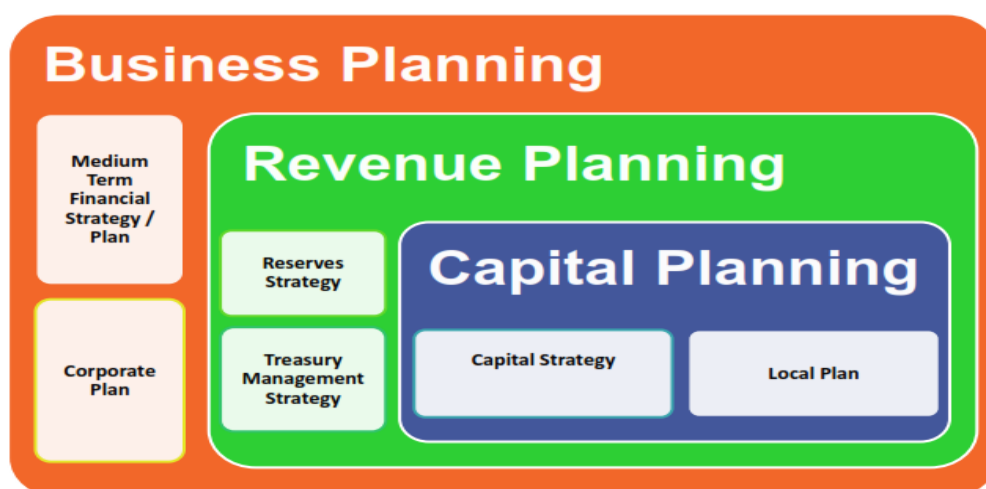 Business Planning
Medium
Term
Financial
Strategy /
Plan
Corporate
Plan
Revenue Planning
Reserves
Strategy
Treasury
Management
Strategy
Capital Planning
Capital Strategy
Local Plan